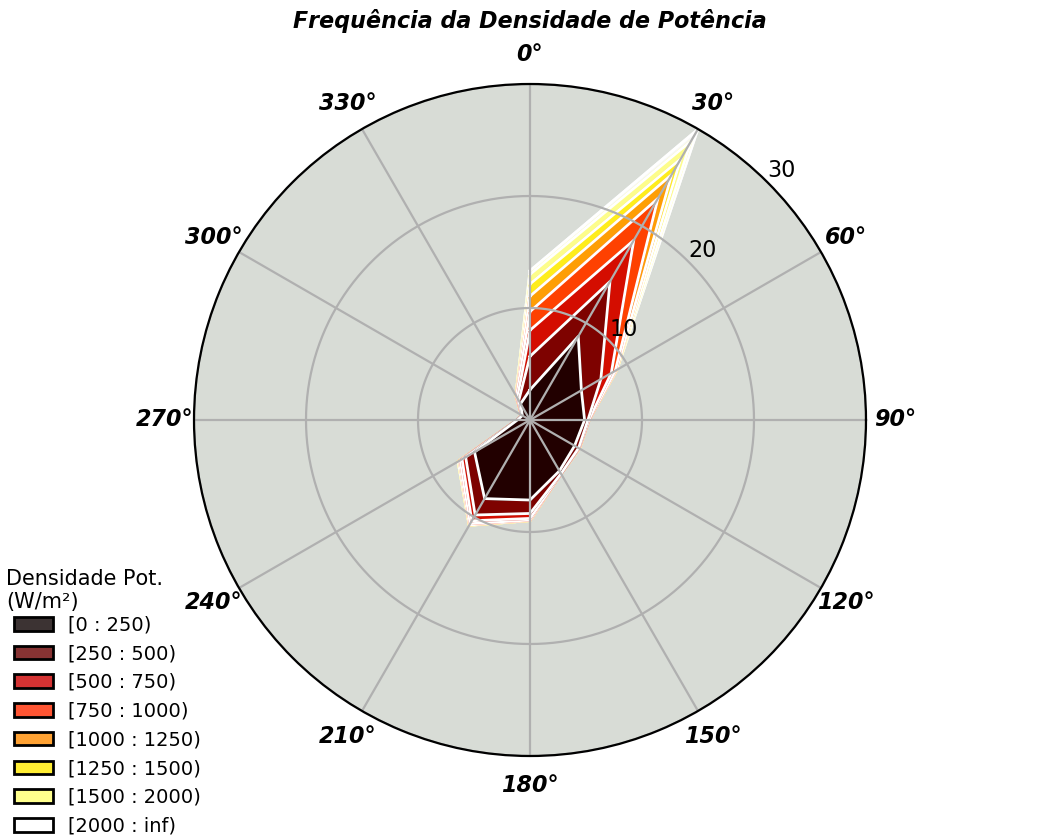 Frequência da Densidade de Potência
0°
330°
30°
30
300°
60°
20
10
270°
90°
Densidade Pot.
(W/m²)
240°
120°
[0 : 250)
[250 : 500)
[500 : 750)
[750 : 1000)
[1000 : 1250)
[1250 : 1500)
[1500 : 2000)
[2000 : inf)
210°
150°
180°